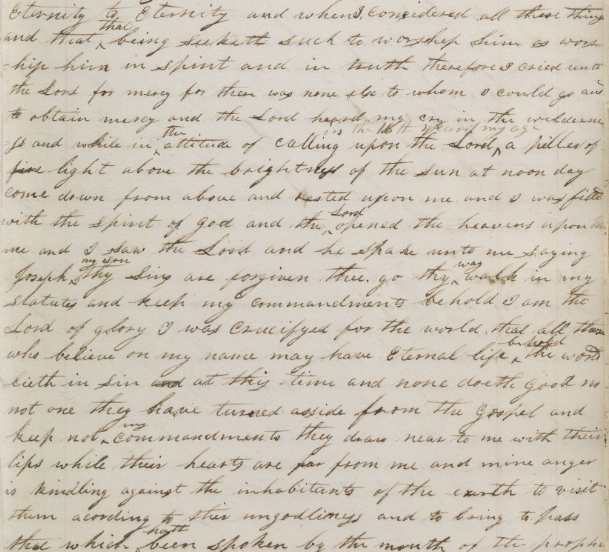 Eternity to Eternity and when I considered all these things
and that that being seeketh such to worship him as wors
-hip him in spirit and in truth therefore I cried unto
the Lord for mercy for there was none else to whom I could go and
to obtain mercy and the Lord heard my cry in the wilderne
ss and while in the attitude of calling upon the Lord in the 16th year of my age a piller of
fire light above the brightness of the sun at noon day
come down from above and rested upon me and I was filled
with the spirit of god and the Lord opened the heavens upon
me and I saw the Lord and he spake unto me saying
Joseph my son thy sins are forgiven thee. go thy way walk in my
statutes and keep my commandments behold I am the
Lord of glory I was crucifyed for the world that all those
who believe on my name may have Eternal life behold the world
lieth in sin and at this time and none doeth good no
not one they have turned asside from the Gospel and
keep not my commandments they draw near to me with their
lips while their hearts are far from me and mine anger
is kindling against the inhabitants of the earth to visit
them acording to ther ungodliness and to bring to pass
that which hath been spoken by the mouth of the prophe